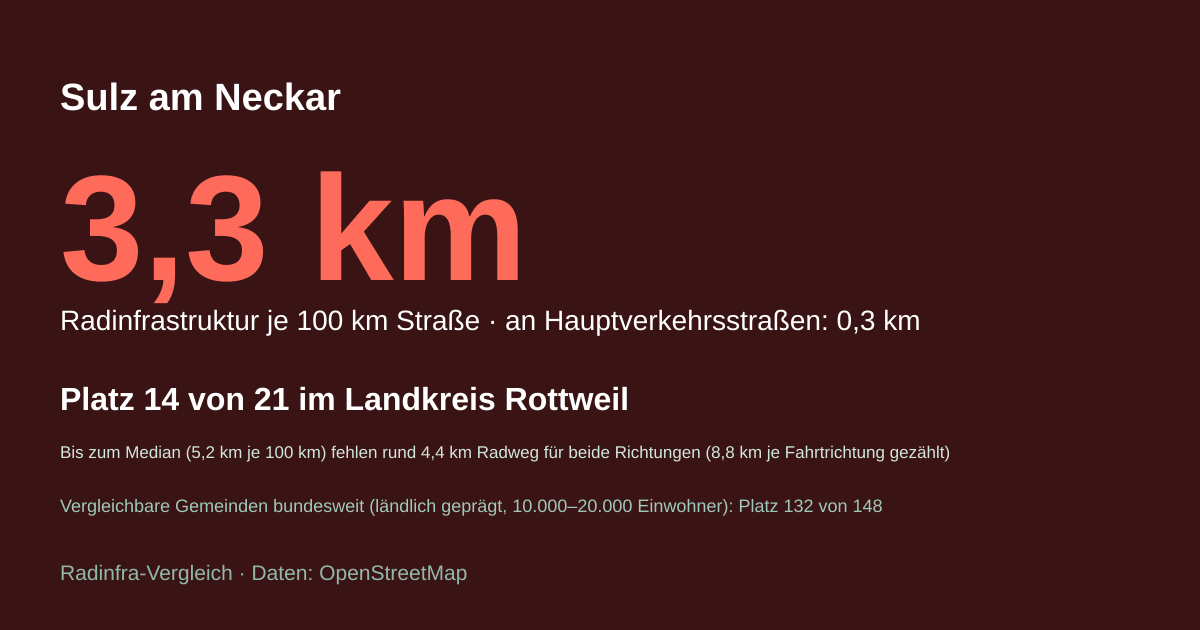 Sulz am Neckar
3,3 km
Radinfrastruktur je 100 km Straße · an Hauptverkehrsstraßen: 0,3 km
Platz 14 von 21 im Landkreis Rottweil
Bis zum Median (5,2 km je 100 km) fehlen rund 4,4 km Radweg für beide Richtungen (8,8 km je Fahrtrichtung gezählt)
Vergleichbare Gemeinden bundesweit (ländlich geprägt, 10.000–20.000 Einwohner): Platz 132 von 148
Radinfra-Vergleich · Daten: OpenStreetMap